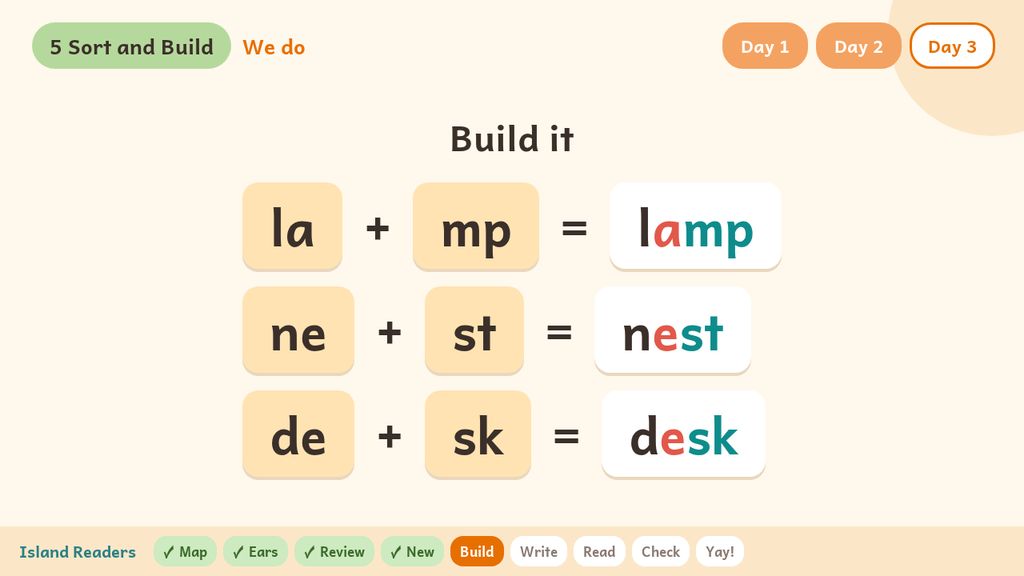 5 Sort and Build We do Day 1 Day 2 Day 3
Build it
la + mp = lamp
ne + st = nest
de + sk = desk
Island Readers ✓ Map ✓ Ears ✓ Review ✓ New Build Write Read Check Yay!